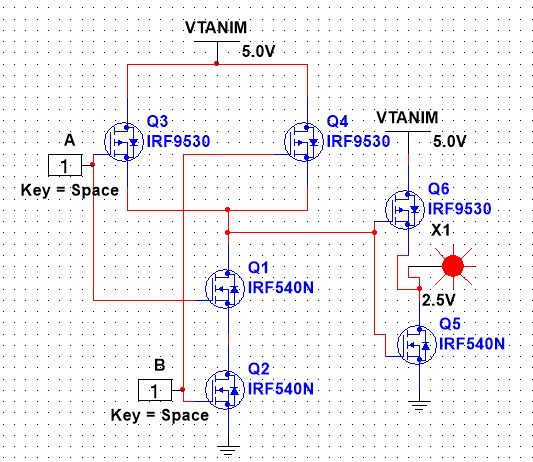 VTANIM
5.0V
Q3
IRF9530
Q4
IRF9530
A
1
Key = Space
VTANIM
5.0V
Q6
IRF9530
X1
2.5V
Q1
IRF540N
Q5
IRF540N
B
1
Key = Space
Q2
IRF540N